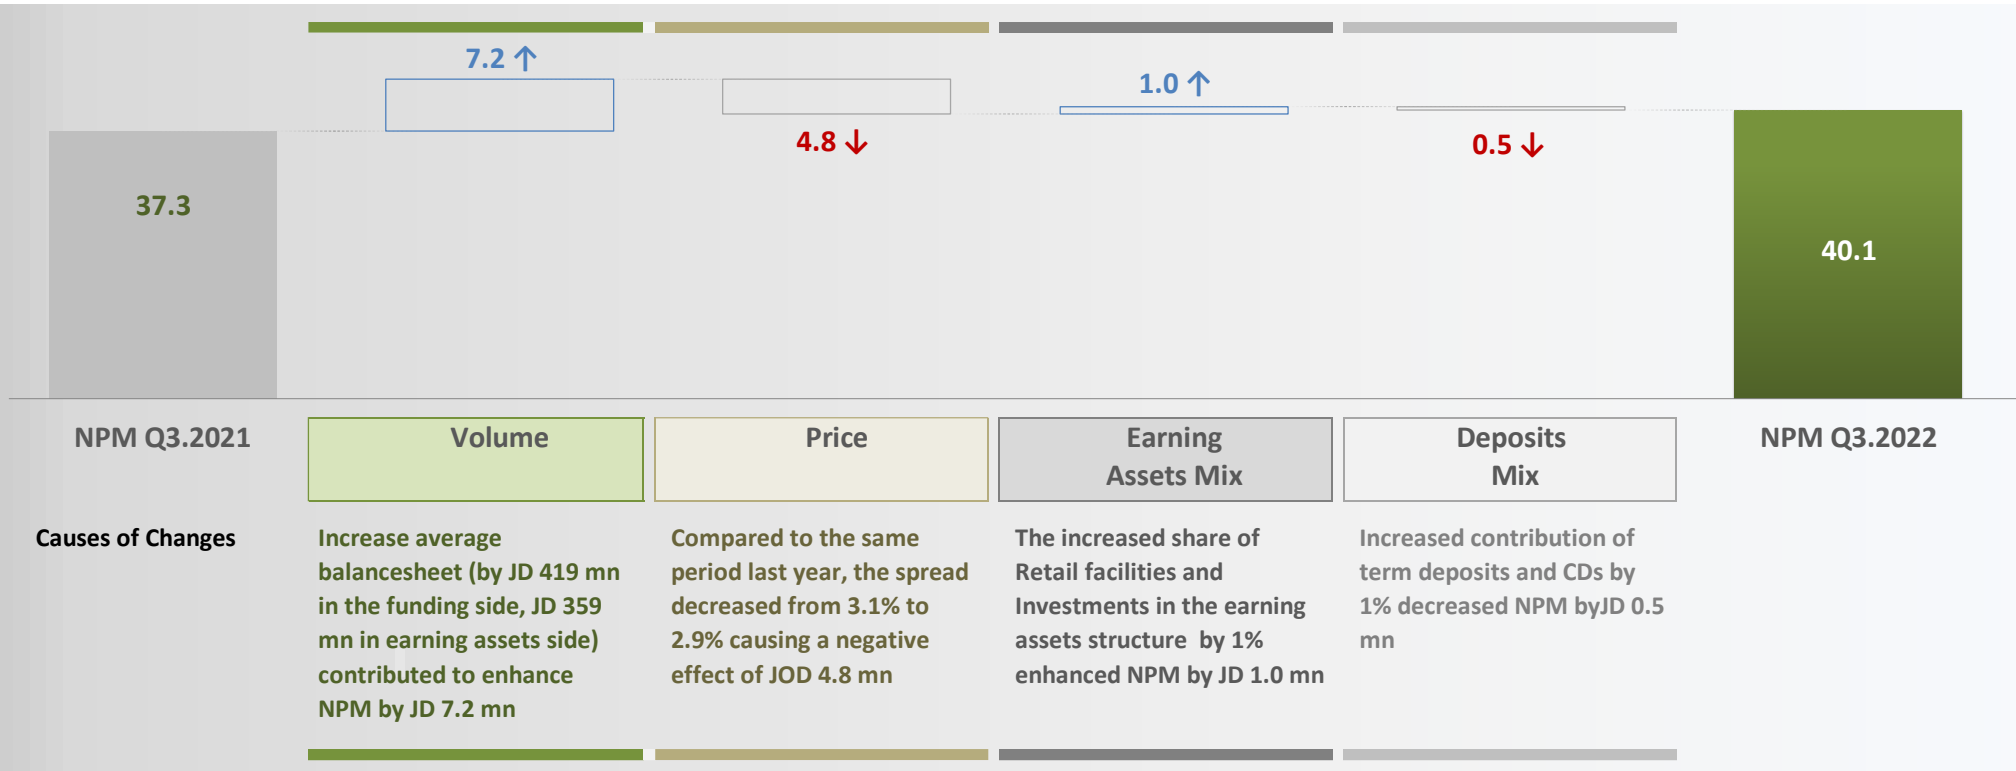 7.2 ↑
4.8 ↓
1.0 ↑
0.5 ↓
37.3
40.1
NPM Q3.2021
Volume
Price
Earning
Assets Mix
Deposits
Mix
NPM Q3.2022
Causes of Changes
Increase average
balancesheet (by JD 419 mn
in the funding side, JD 359
mn in earning assets side)
contributed to enhance
NPM by JD 7.2 mn
Compared to the same
period last year, the spread
decreased from 3.1% to
2.9% causing a negative
effect of JOD 4.8 mn
The increased share of
Retail facilities and
Investments in the earning
assets structure  by 1%
enhanced NPM by JD 1.0 mn
Increased contribution of
term deposits and CDs by
1% decreased NPM byJD 0.5
mn